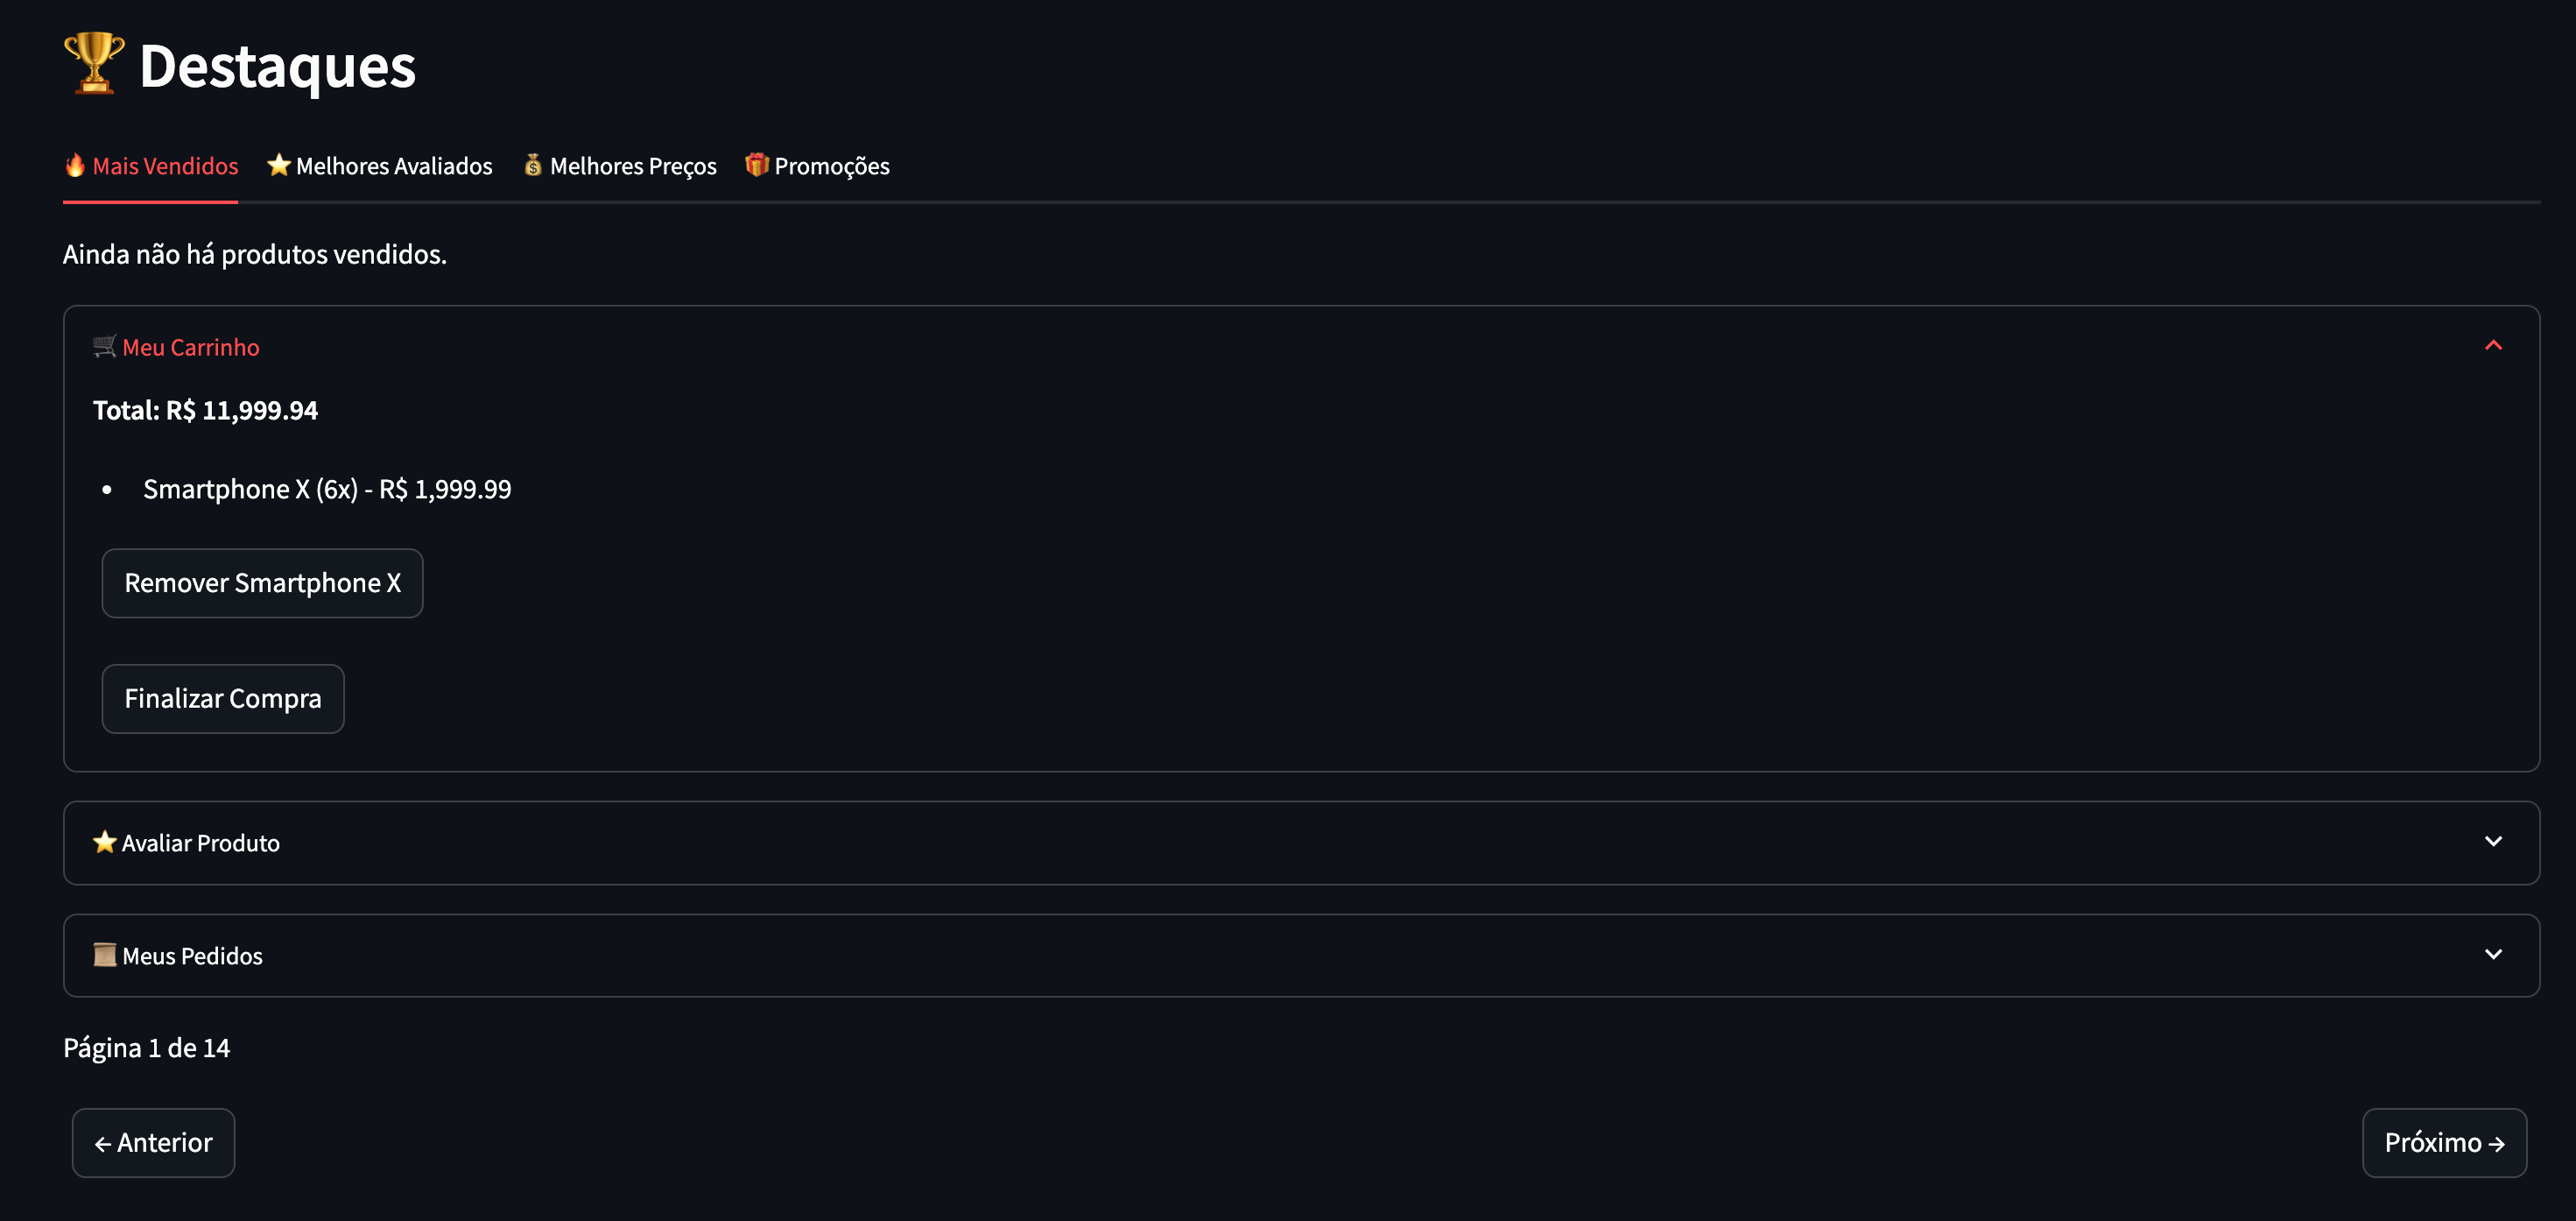 Destaques
Mais Vendidos Melhores Avaliados Melhores Preços Promoções
Ainda não há produtos vendidos.
Meu Carrinho
Total: R$ 11,999.94
• Smartphone X (6x) - R$ 1,999.99
Remover Smartphone X
Finalizar Compra
Avaliar Produto
Meus Pedidos
Página 1 de 14
← Anterior Próximo →